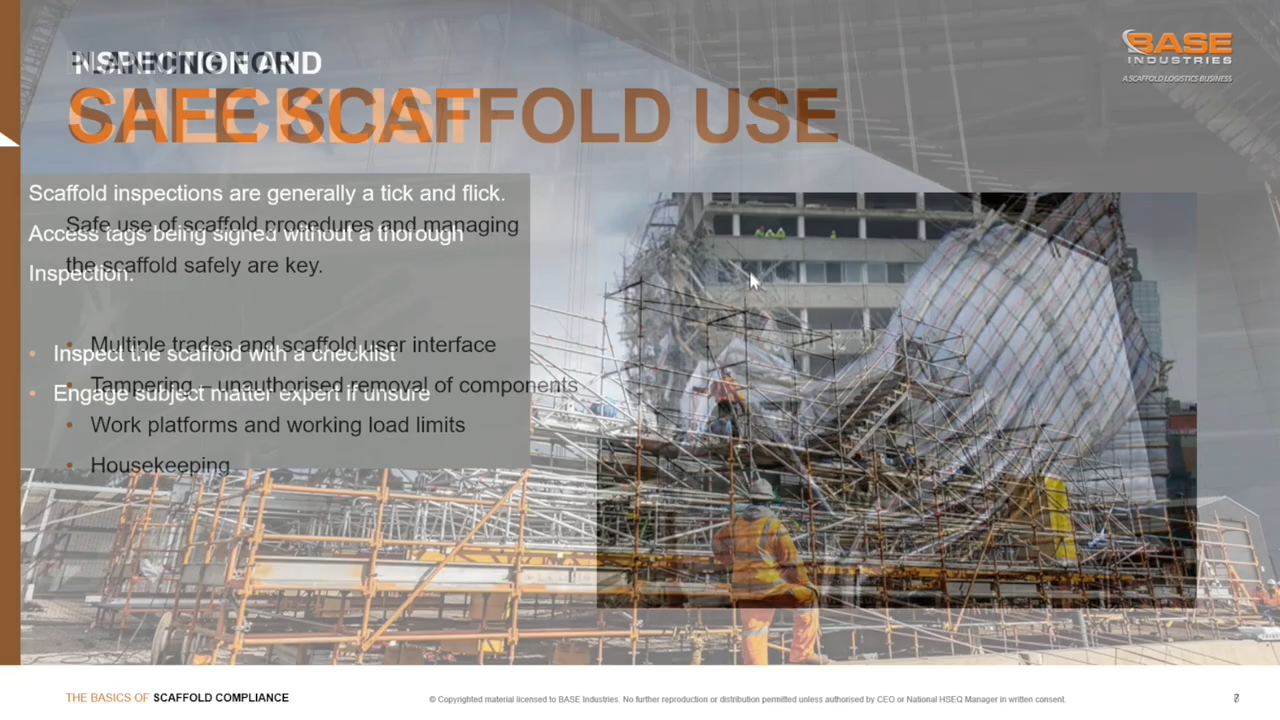 INSPECTION AND
PLANNING FOR
CHECKLIST
SAFE SCAFFOLD USE
BASE
INDUSTRIES
A SCAFFOLD LOGISTICS BUSINESS
Scaffold inspections are generally a tick and flick.
Access tags being signed without a thorough
Inspection.
• Inspect the scaffold with a checklist
• Engage subject matter expert if unsure
Safe use of scaffold procedures and managing
the scaffold safely are key.
• Multiple trades and scaffold user interface
• Tampering – unauthorised removal of components
• Work platforms and working load limits
• Housekeeping
THE BASICS OF SCAFFOLD COMPLIANCE
© Copyrighted material licensed to BASE Industries. No further reproduction or distribution permitted unless authorised by CEO or National HSEQ Manager in written consent.